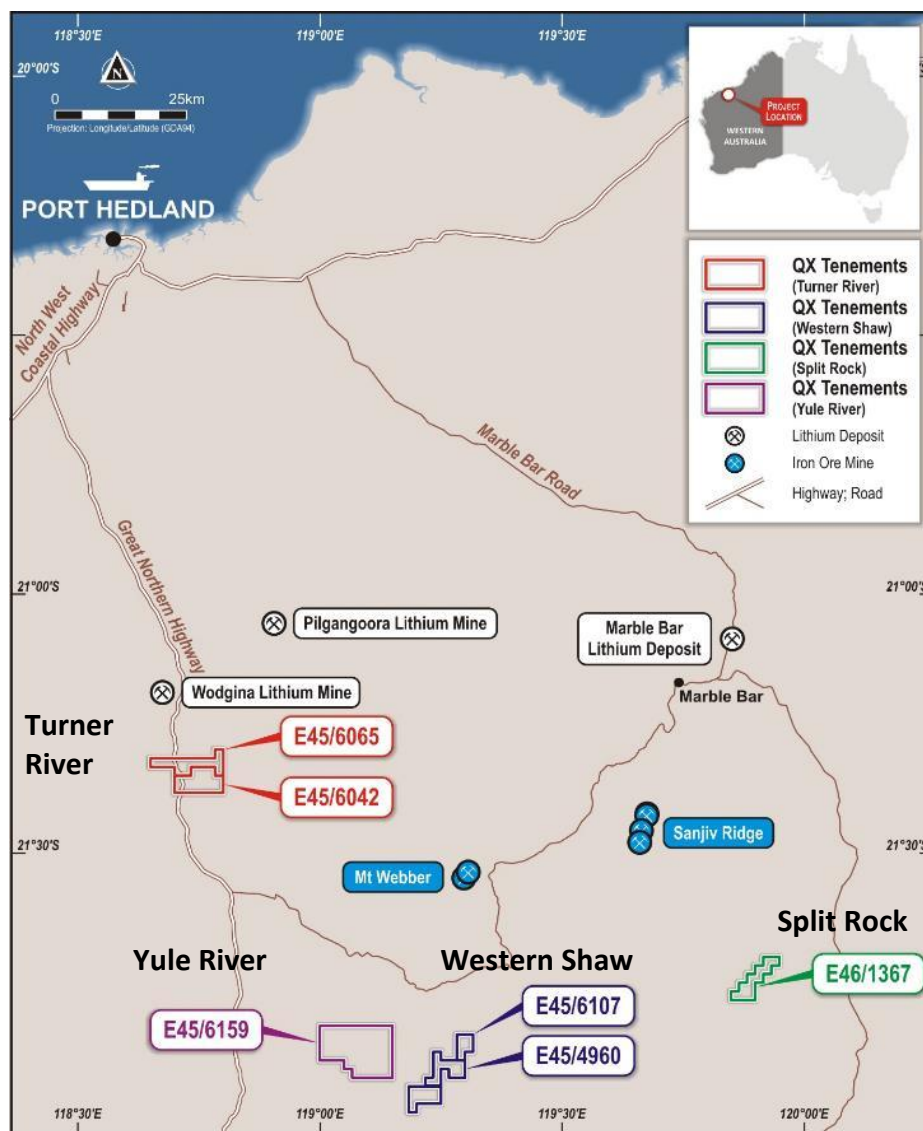 118°30'E
119°00'E
119°30'E
20°00'S
N
0
25km
Projection: Longitude/Latitude (GDA94)
PORT HEDLAND
PROJECT
LOCATION
WESTERN
AUSTRALIA
QX Tenements
(Turner River)
QX Tenements
(Western Shaw)
QX Tenements
(Split Rock)
QX Tenements
(Yule River)
Lithium Deposit
Iron Ore Mine
Highway; Road
North West
Coastal Highway
Marble Bar Road
Great Northern Highway
21°00'S
21°00'S
Pilgangoora Lithium Mine
Marble Bar
Lithium Deposit
Wodgina Lithium Mine
Marble Bar
Turner
River
E45/6065
E45/6042
Sanjiv Ridge
21°30'S
21°30'S
Mt Webber
Split Rock
Yule River
Western Shaw
E46/1367
E45/6107
E45/6159
E45/4960
118°30'E
119°00'E
119°30'E
120°00'E